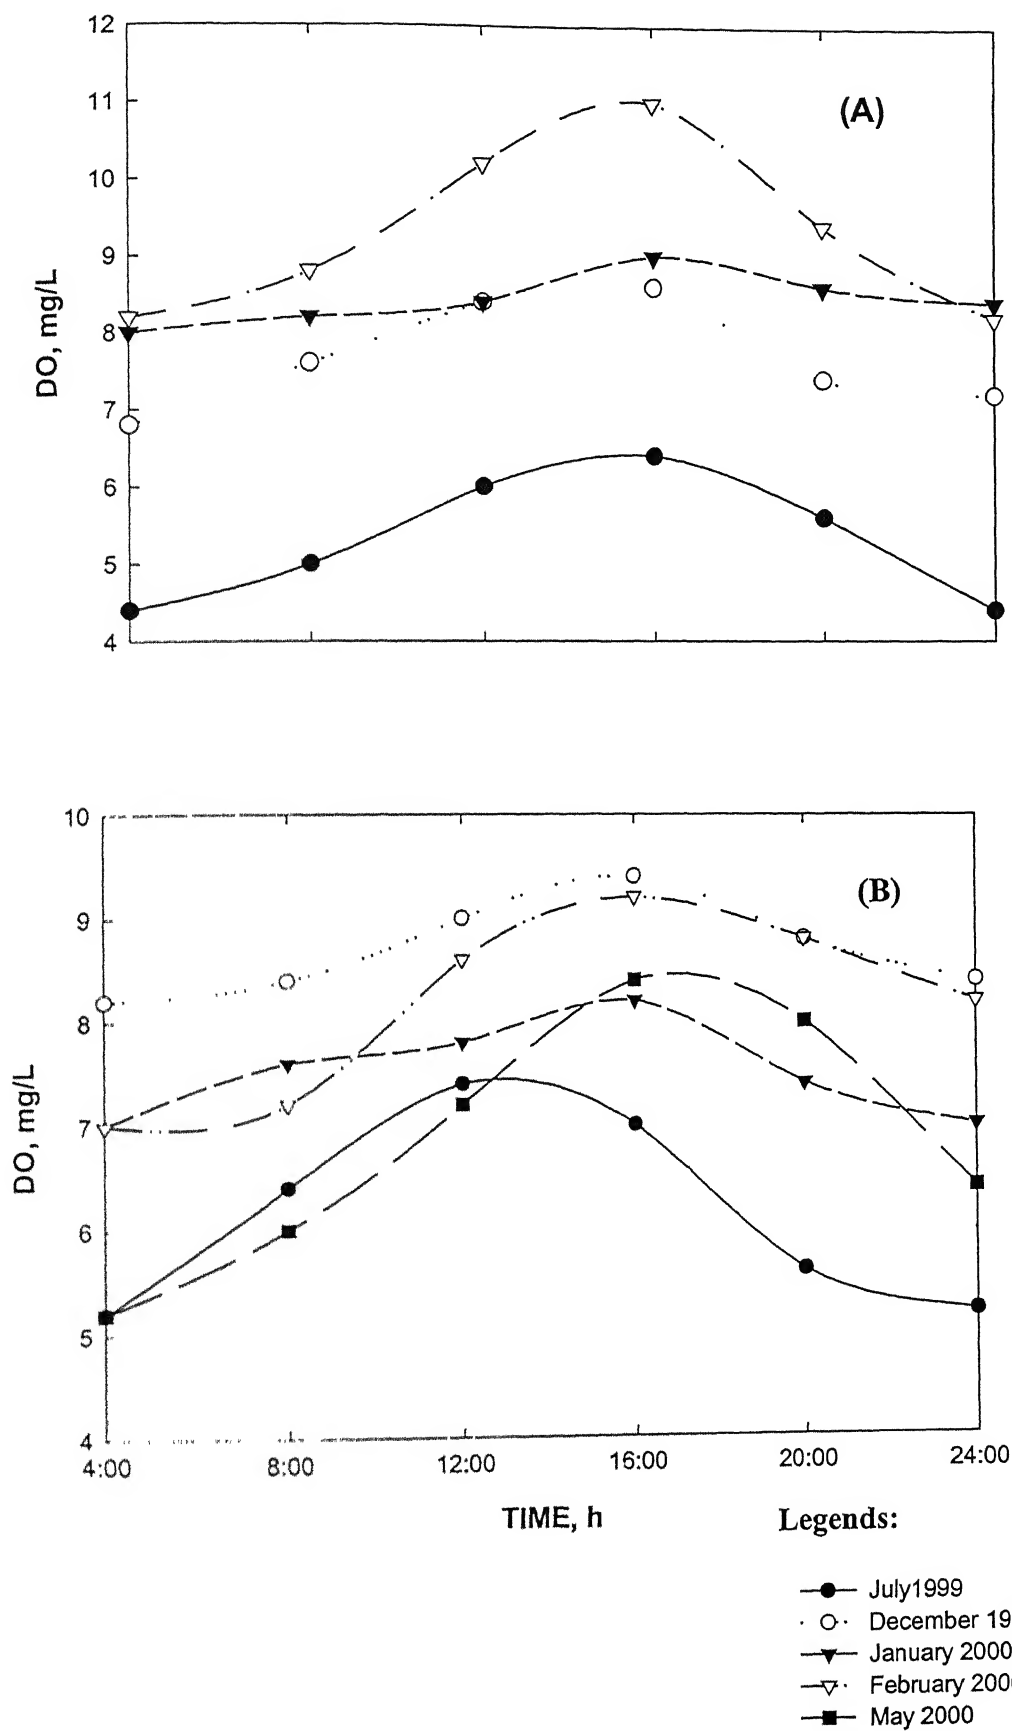 12
11
10
9
8
7
6
5
4
DO, mg/L
(A)
10
9
8
7
6
5
4
DO, mg/L
(B)
4:00 8:00 12:00 16:00 20:00 24:00
TIME, h
Legends:
July1999
December 19
January 2000
February 200
May 2000